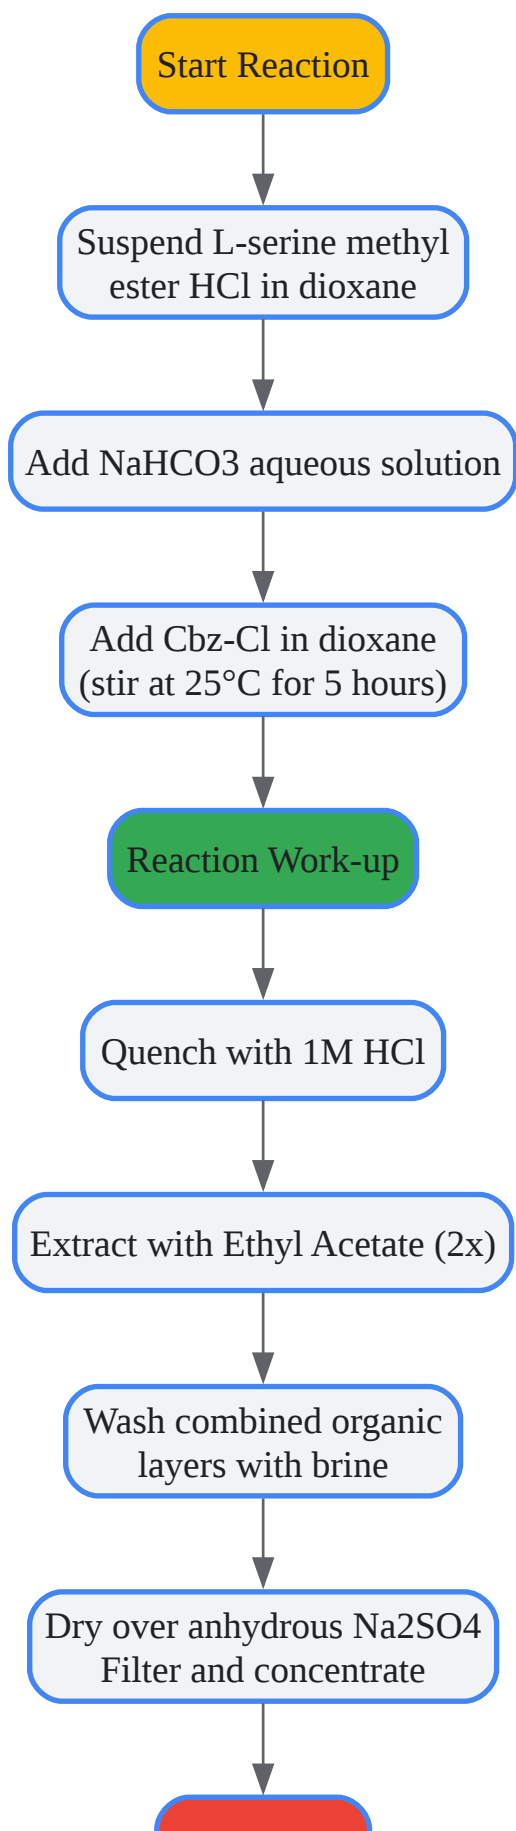 Start Reaction
Suspend L-serine methyl
ester HCl in dioxane
Add NaHCO3 aqueous solution
Add Cbz-Cl in dioxane
(stir at 25°C for 5 hours)
Reaction Work-up
Quench with 1M HCl
Extract with Ethyl Acetate (2x)
Wash combined organic
layers with brine
Dry over anhydrous Na2SO4
Filter and concentrate